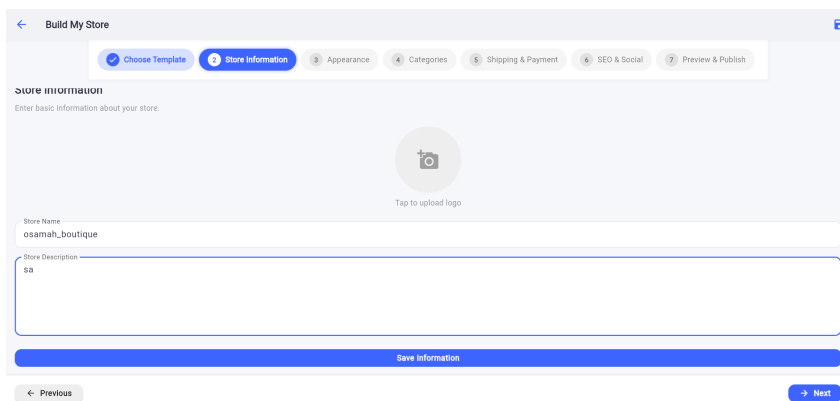 Build My Store
Choose Template
2 Store Information
3 Appearance
4 Categories
5 Shipping & Payment
6 SEO & Social
7 Preview & Publish
Store Information
Enter basic information about your store.
Tap to upload logo
Store Name
osamah_boutique
Store Description
sa
Save Information
Previous
Next